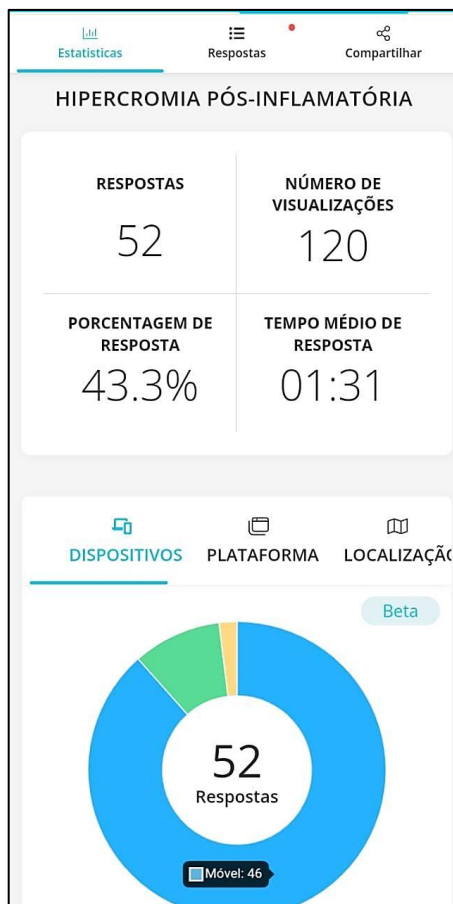 Estatisticas Respostas Compartilhar
HIPERCROMIA PÓS-INFLAMATÓRIA
RESPOSTAS
52
NÚMERO DE
VISUALIZAÇÕES
120
PORCENTAGEM DE
RESPOSTA
43.3%
TEMPO MÉDIO DE
RESPOSTA
01:31
DISPOSITIVOS PLATAFORMA LOCALIZAÇÃO
Beta
52
Respostas
Móvel: 46